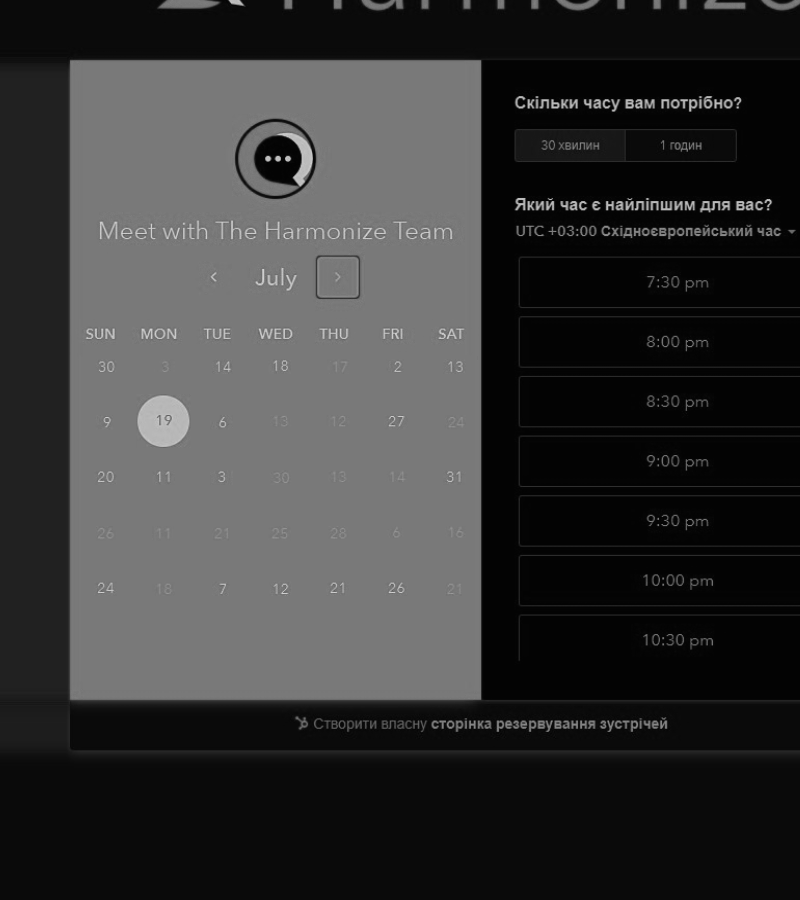 Harmonize
Meet with The Harmonize Team
July
SUN MON TUE WED THU FRI SAT
30 3 14 18 17 2 13
9 19 6 13 12 27 24
20 11 3 30 13 14 31
26 11 21 25 28 6 16
24 18 7 12 21 26 21
Скільки часу вам потрібно?
30 хвилин 1 годин
Який час є найліпшим для вас?
UTC +03:00 Східноєвропейський час
7:30 pm
8:00 pm
8:30 pm
9:00 pm
9:30 pm
10:00 pm
10:30 pm
Створити власну сторінка резервування зустрічей